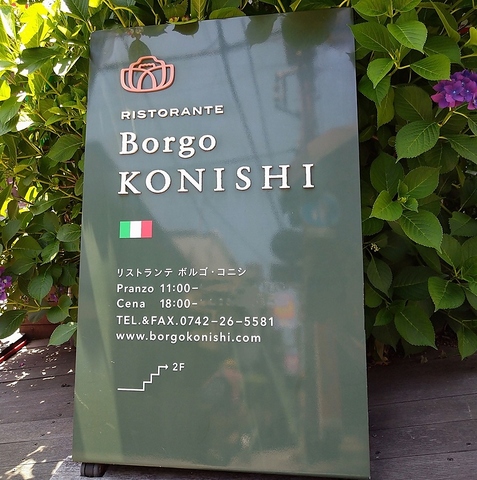 RISTORANTE
Borgo
KONISHI
リストランテ ボルゴ・コニシ
Pranzo 11:00–
Cena 18:00–
TEL.&FAX.0742–26–5581
www.borgokonishi.com
2F